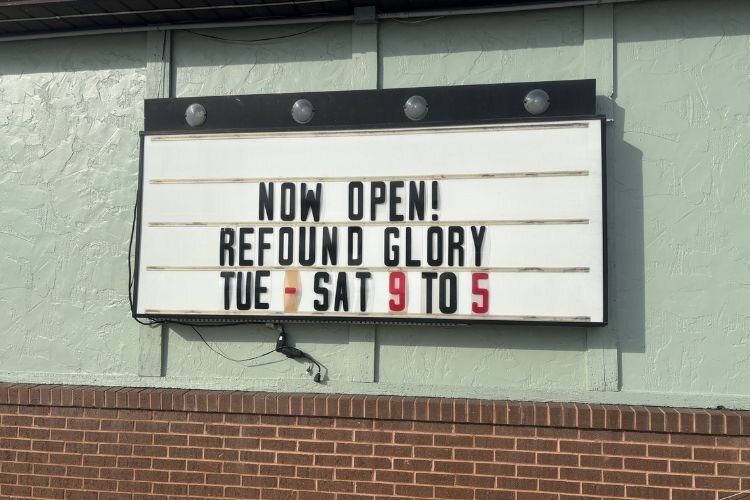 NOW OPEN!
REFOUND GLORY
TUE - SAT 9 TO 5